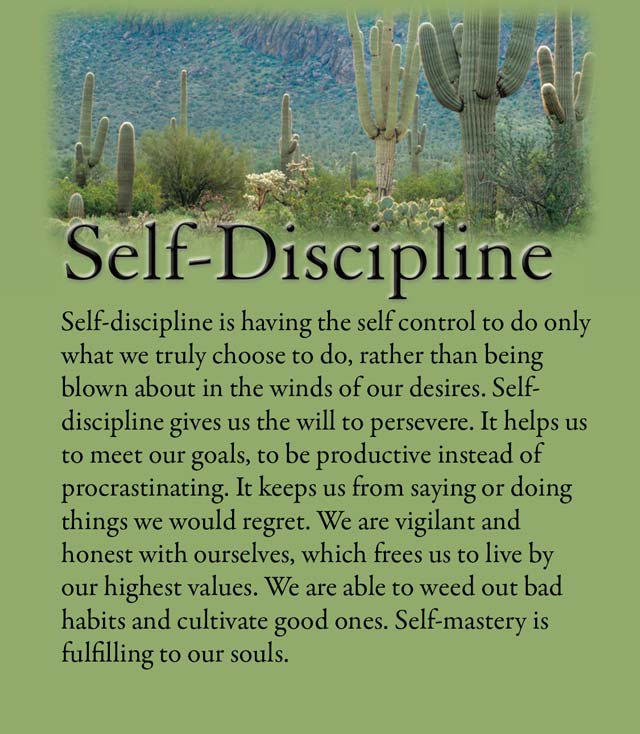 Self-Discipline
Self-discipline is having the self control to do only
what we truly choose to do, rather than being
blown about in the winds of our desires. Self-
discipline gives us the will to persevere. It helps us
to meet our goals, to be productive instead of
procrastinating. It keeps us from saying or doing
things we would regret. We are vigilant and
honest with ourselves, which frees us to live by
our highest values. We are able to weed out bad
habits and cultivate good ones. Self-mastery is
fulfilling to our souls.